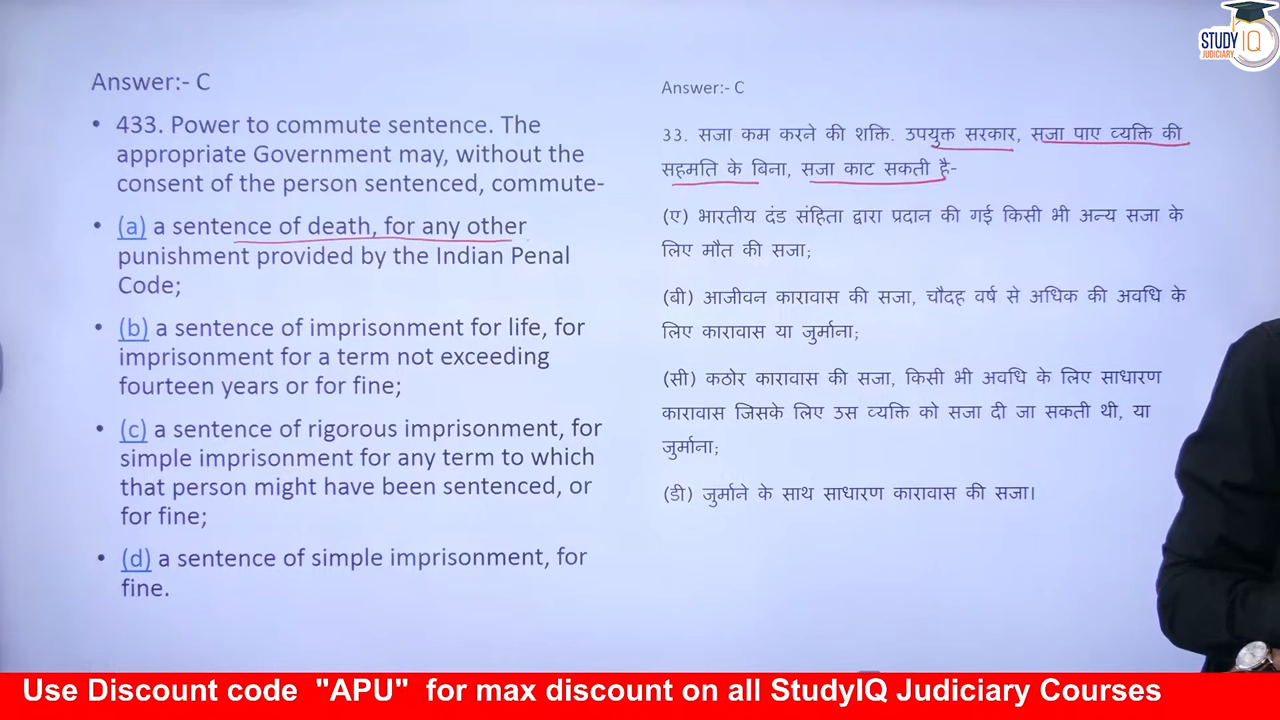 STUDY IQ
JUDICIARY
Answer:- C
• 433. Power to commute sentence. The
appropriate Government may, without the
consent of the person sentenced, commute-
• (a) a sentence of death, for any other
punishment provided by the Indian Penal
Code;
• (b) a sentence of imprisonment for life, for
imprisonment for a term not exceeding
fourteen years or for fine;
• (c) a sentence of rigorous imprisonment, for
simple imprisonment for any term to which
that person might have been sentenced, or
for fine;
• (d) a sentence of simple imprisonment, for
fine.
Answer:- C
33. सजा कम करने की शक्ति. उपयुक्त सरकार, सजा पाए व्यक्ति की
सहमति के बिना, सजा काट सकती है-
(ए) भारतीय दंड संहिता द्वारा प्रदान की गई किसी भी अन्य सजा के
लिए मौत की सजा;
(बी) आजीवन कारावास की सजा, चौदह वर्ष से अधिक की अवधि के
लिए कारावास या जुर्माना;
(सी) कठोर कारावास की सजा, किसी भी अवधि के लिए साधारण
कारावास जिसके लिए उस व्यक्ति को सजा दी जा सकती थी, या
जुर्माना;
(डी) जुर्माने के साथ साधारण कारावास की सजा।
Use Discount code "APU" for max discount on all StudyIQ Judiciary Courses